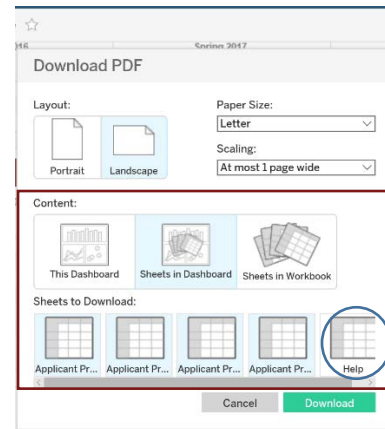 Spring 2017
Download PDF
Layout:
Paper Size:
Letter
Scaling:
Portrait
Landscape
At most 1 page wide
Content:
This Dashboard
Sheets in Dashboard
Sheets in Workbook
Sheets to Download:
Applicant Pr...
Applicant Pr...
Applicant Pr...
Applicant Pr...
Help
Cancel
Download